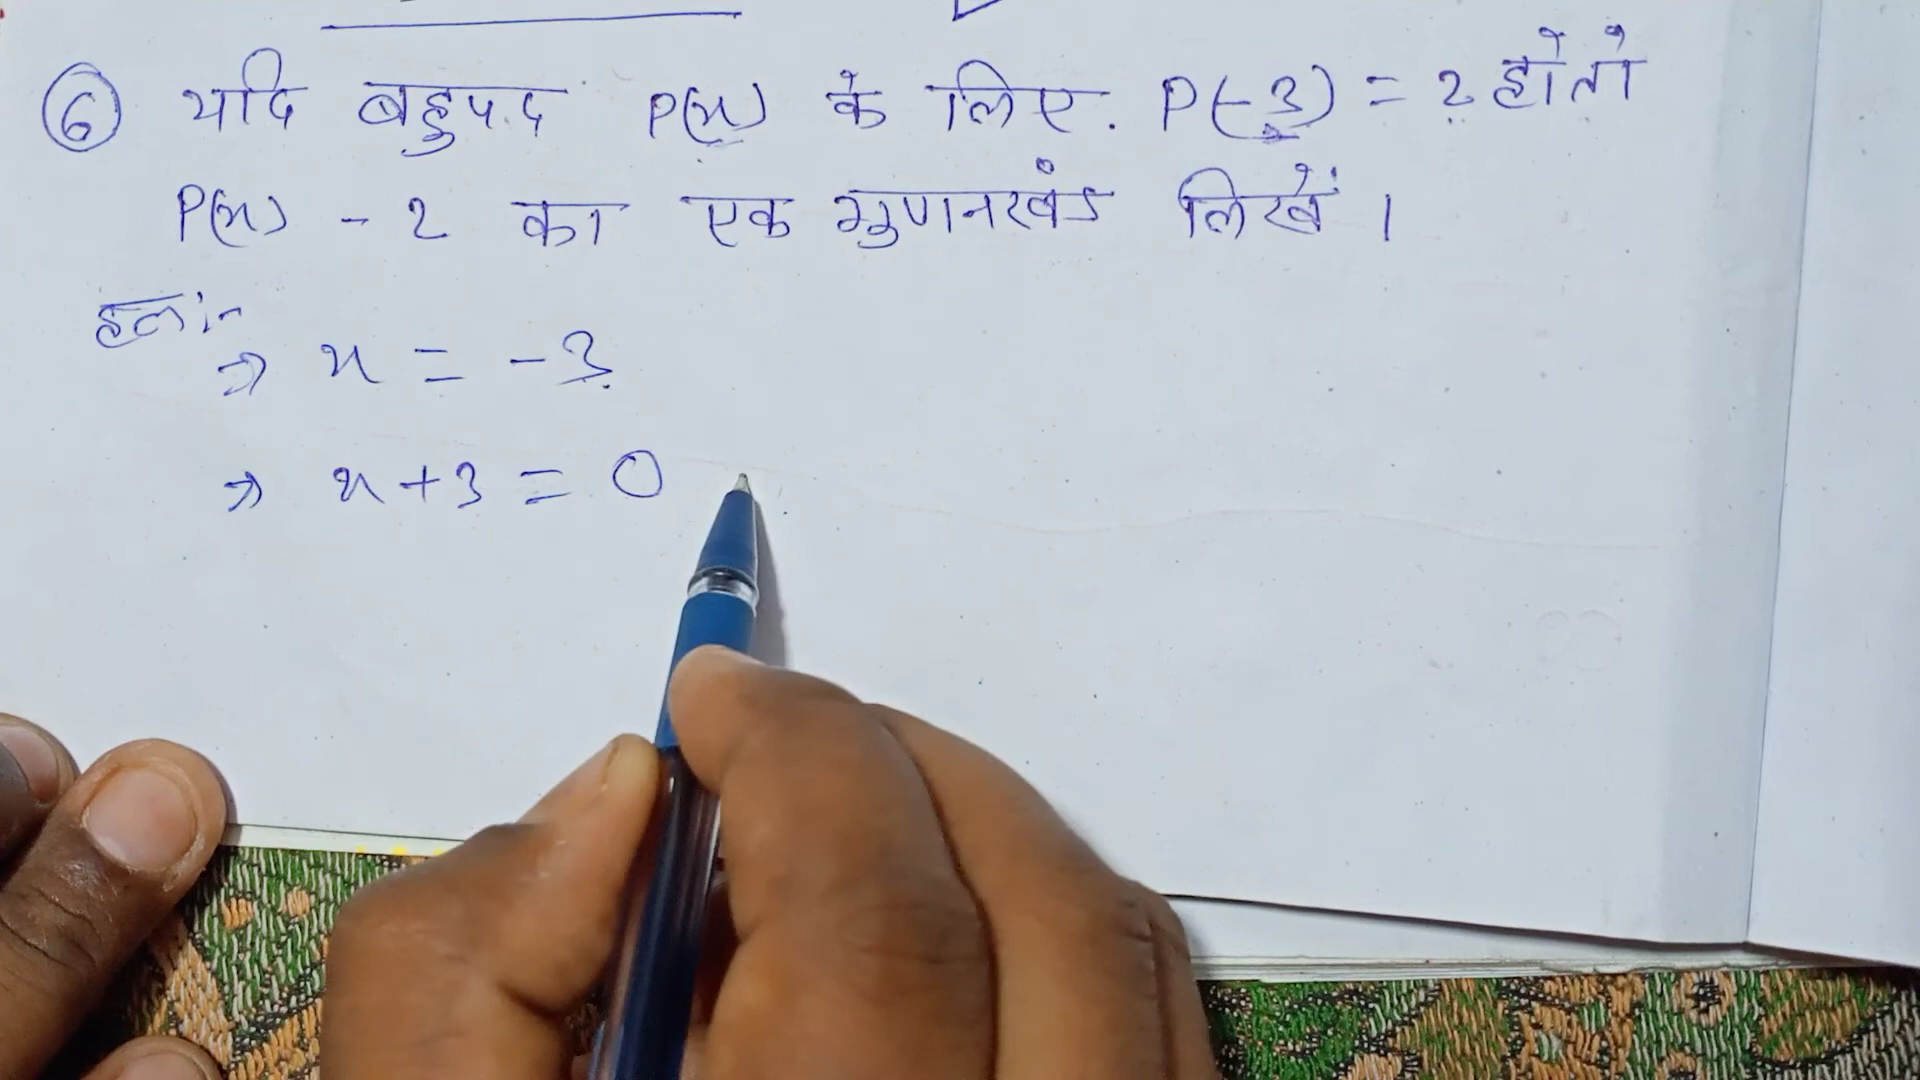 ⑥ यदि बहुपद P(x) के लिए. P(-3) = 2 हो तो
P(x) - 2 का एक गुणनखंड लिखें ।
हल:-
→ x = -3
→ x+3 = 0